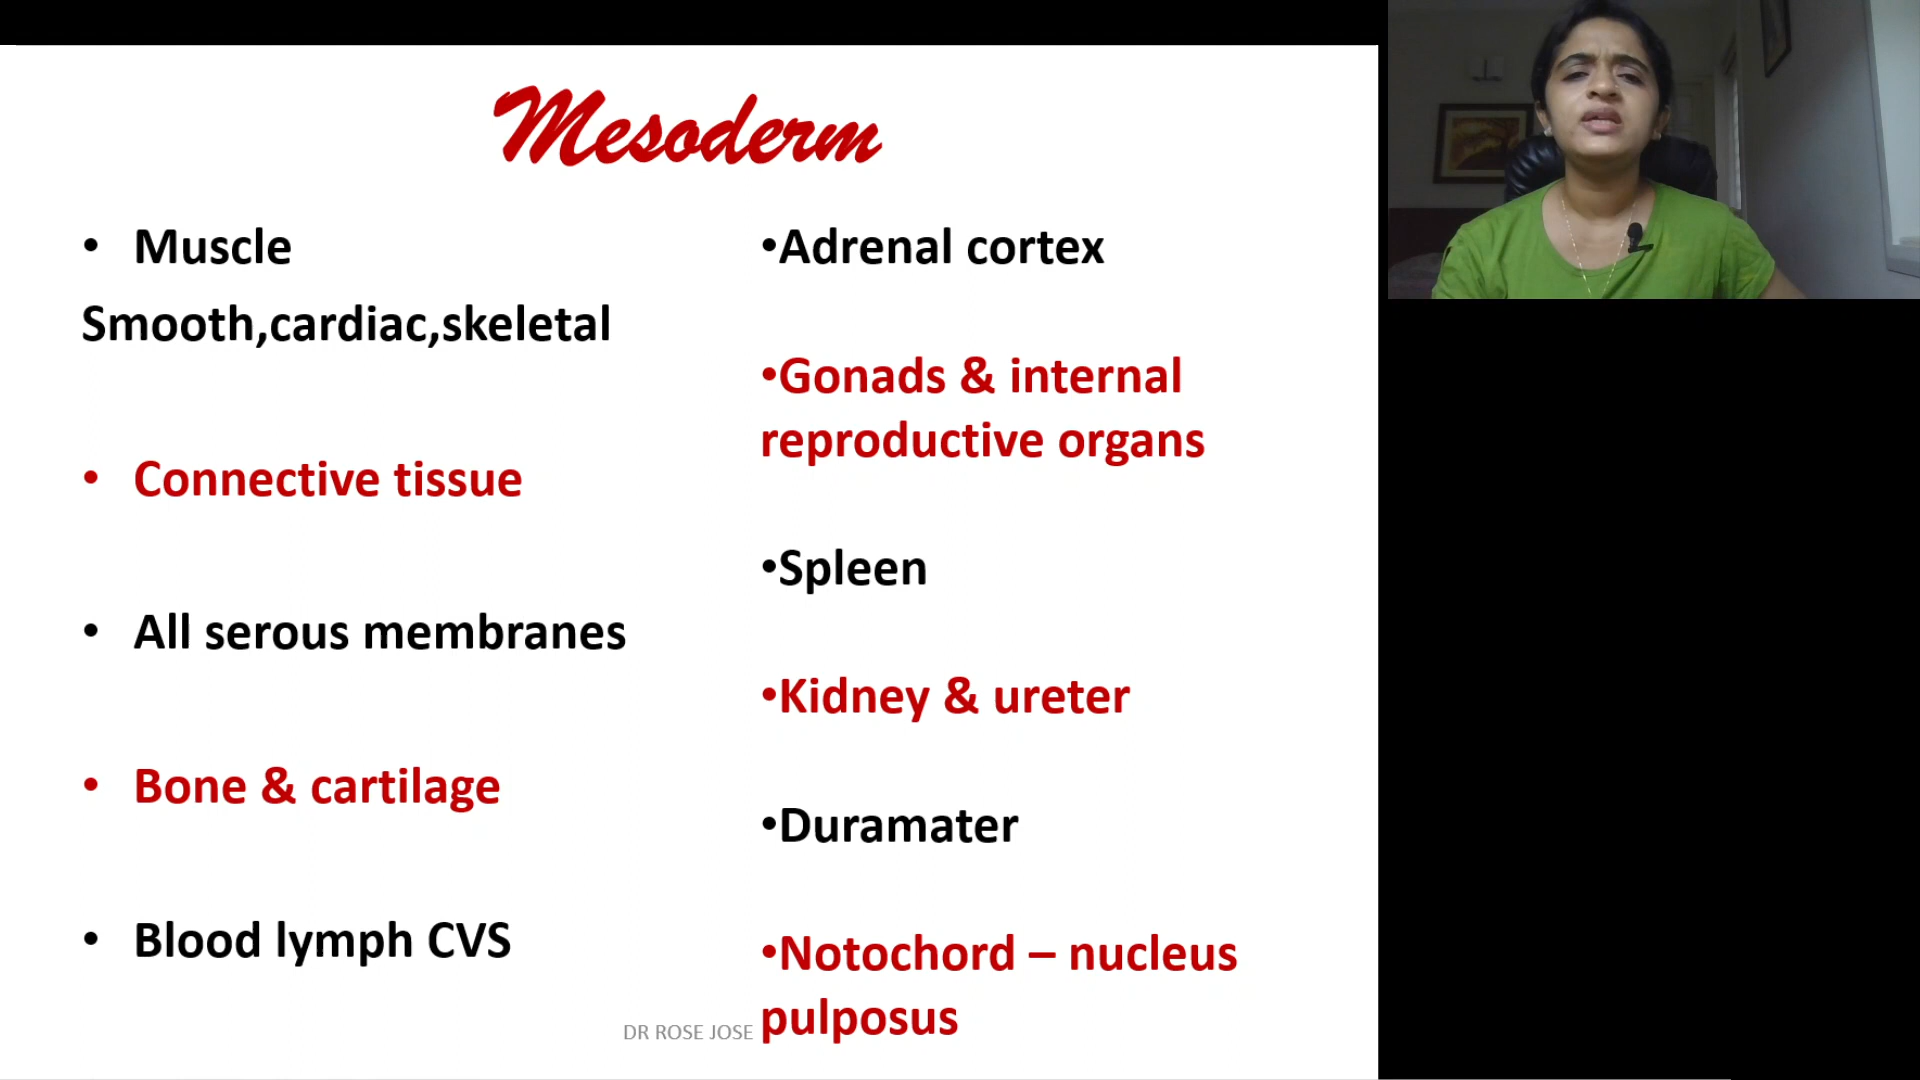 Mesoderm
• Muscle
Smooth,cardiac,skeletal
• Connective tissue
• All serous membranes
• Bone & cartilage
• Blood lymph CVS
•Adrenal cortex
•Gonads & internal
reproductive organs
•Spleen
•Kidney & ureter
•Duramater
•Notochord – nucleus
pulposus
DR ROSE JOSE